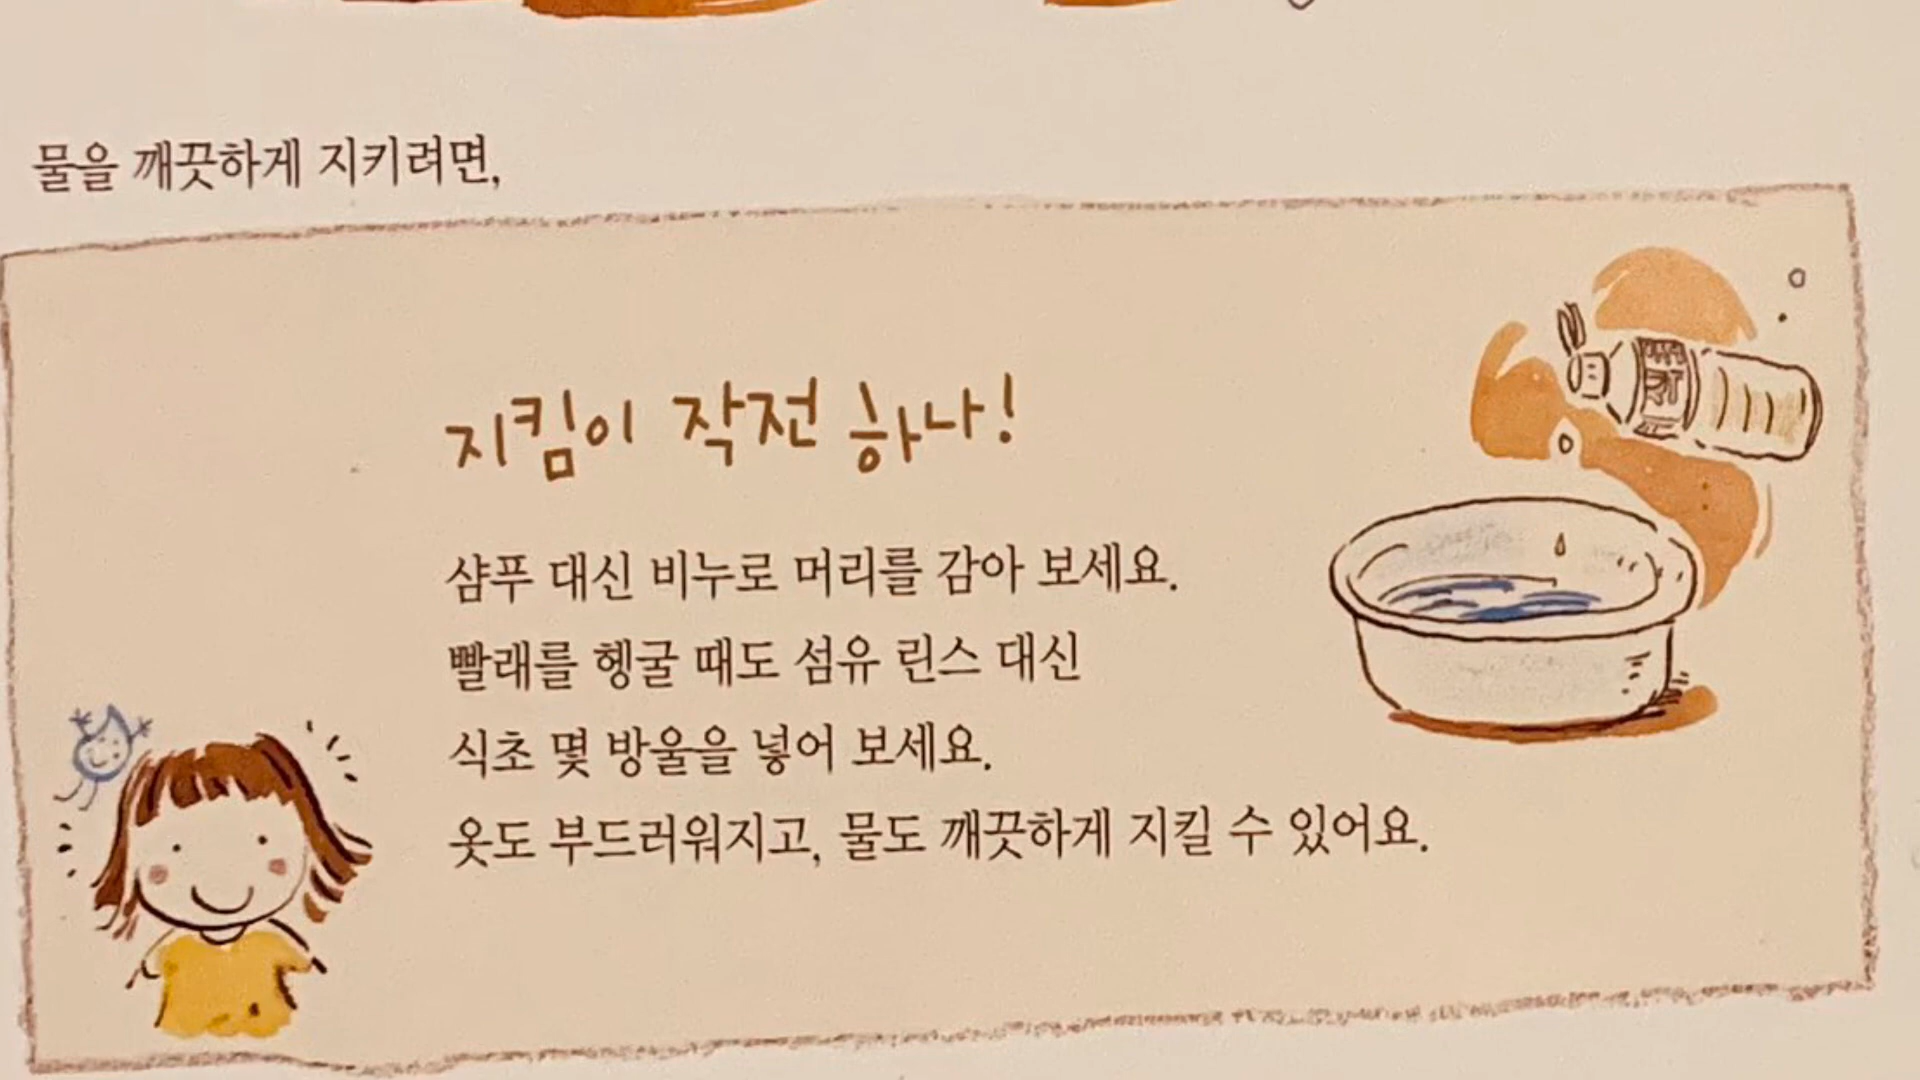 물을 깨끗하게 지키려면,
지킴이 작전 하나!
샴푸 대신 비누로 머리를 감아 보세요.
빨래를 헹굴 때도 섬유 린스 대신
식초 몇 방울을 넣어 보세요.
옷도 부드러워지고, 물도 깨끗하게 지킬 수 있어요.